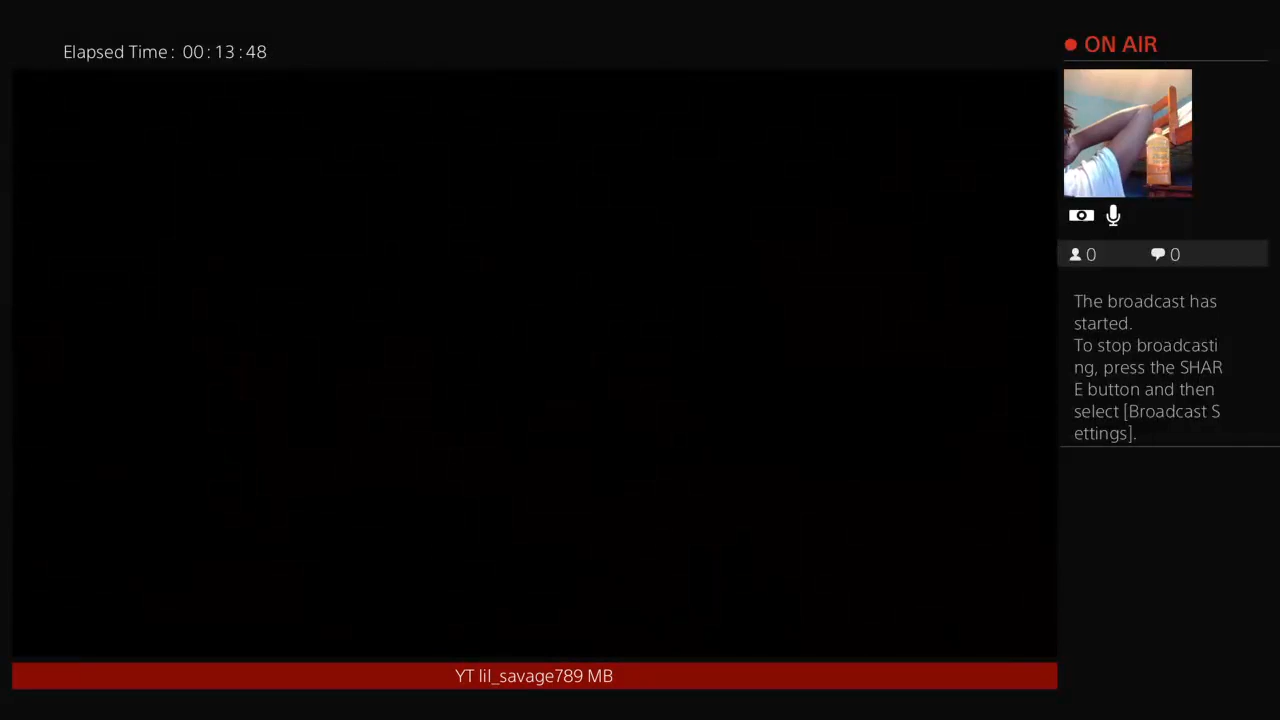 Elapsed Time: 00:13:48
ON AIR
0 0
The broadcast has
started.
To stop broadcasti
ng, press the SHAR
E button and then
select [Broadcast S
ettings].
YT lil_savage789 MB